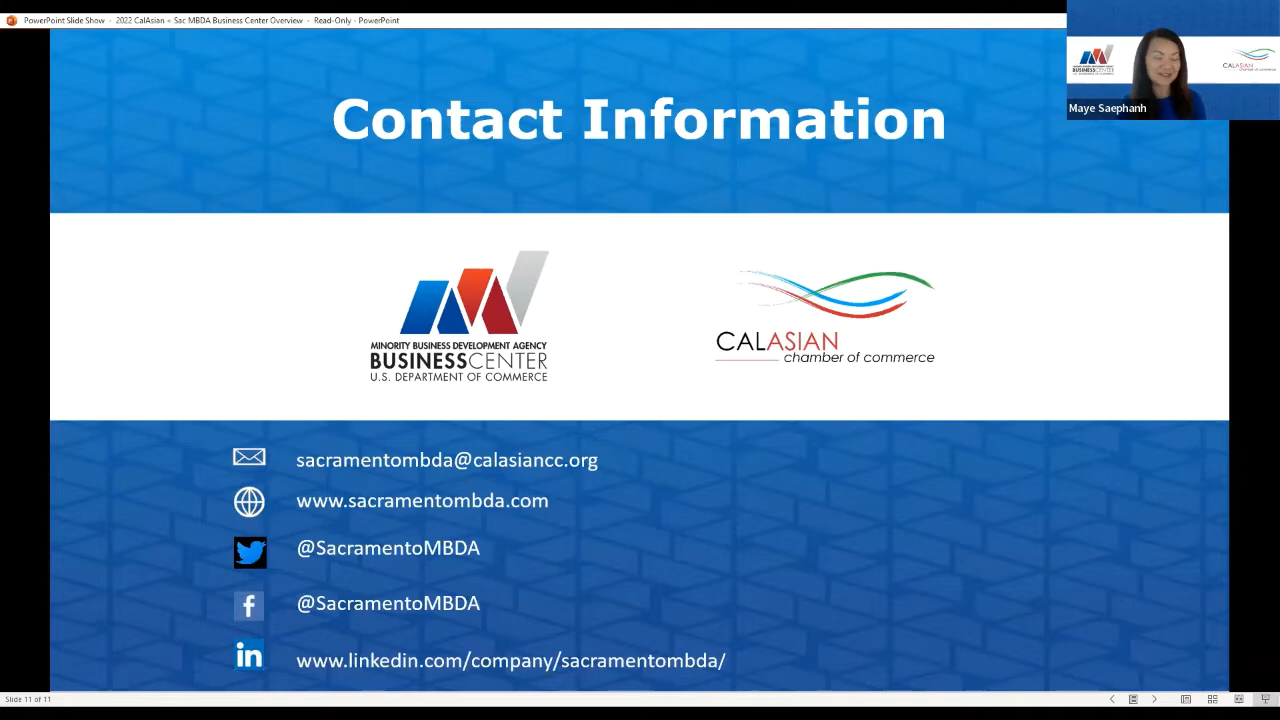 PowerPoint Slide Show - 2022 CalAsian + Sac MBDA Business Center Overview - Read-Only - PowerPoint
BUSINESSCENTER
CALASIAN
Maye Saephanh
Contact Information
MINORITY BUSINESS DEVELOPMENT AGENCY
BUSINESSCENTER
U.S. DEPARTMENT OF COMMERCE
CALASIAN
chamber of commerce
sacramentombda@calasiancc.org
www.sacramentombda.com
@SacramentoMBDA
@SacramentoMBDA
www.linkedin.com/company/sacramentombda/
Slide 11 of 11